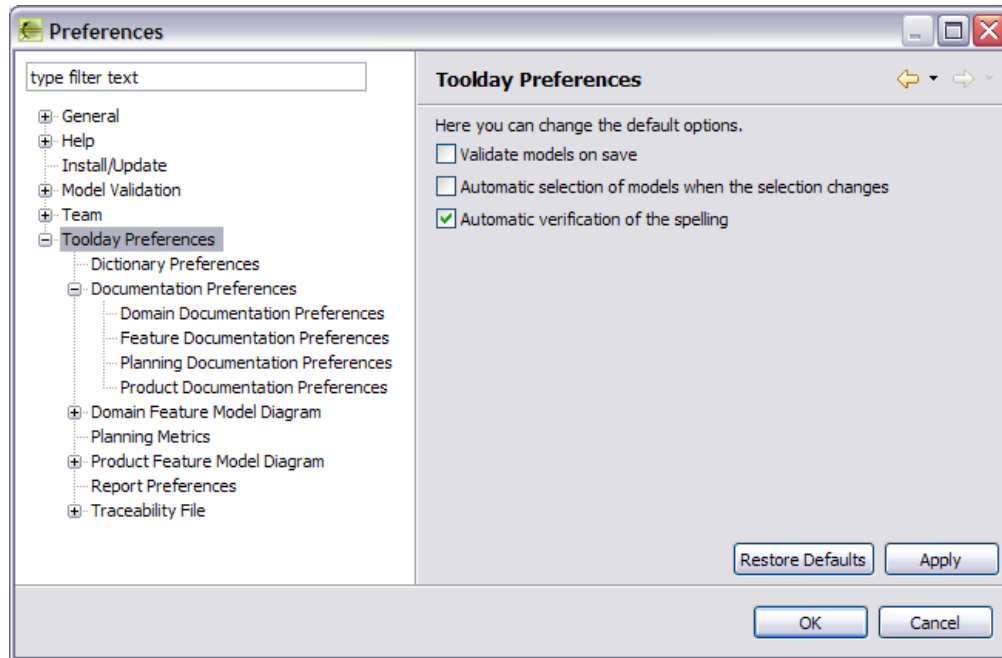 Preferences
type filter text
General
Help
Install/Update
Model Validation
Team
Toolday Preferences
Dictionary Preferences
Documentation Preferences
Domain Documentation Preferences
Feature Documentation Preferences
Planning Documentation Preferences
Product Documentation Preferences
Domain Feature Model Diagram
Planning Metrics
Product Feature Model Diagram
Report Preferences
Traceability File
Toolday Preferences
Here you can change the default options.
Validate models on save
Automatic selection of models when the selection changes
Automatic verification of the spelling
Restore Defaults Apply
OK Cancel